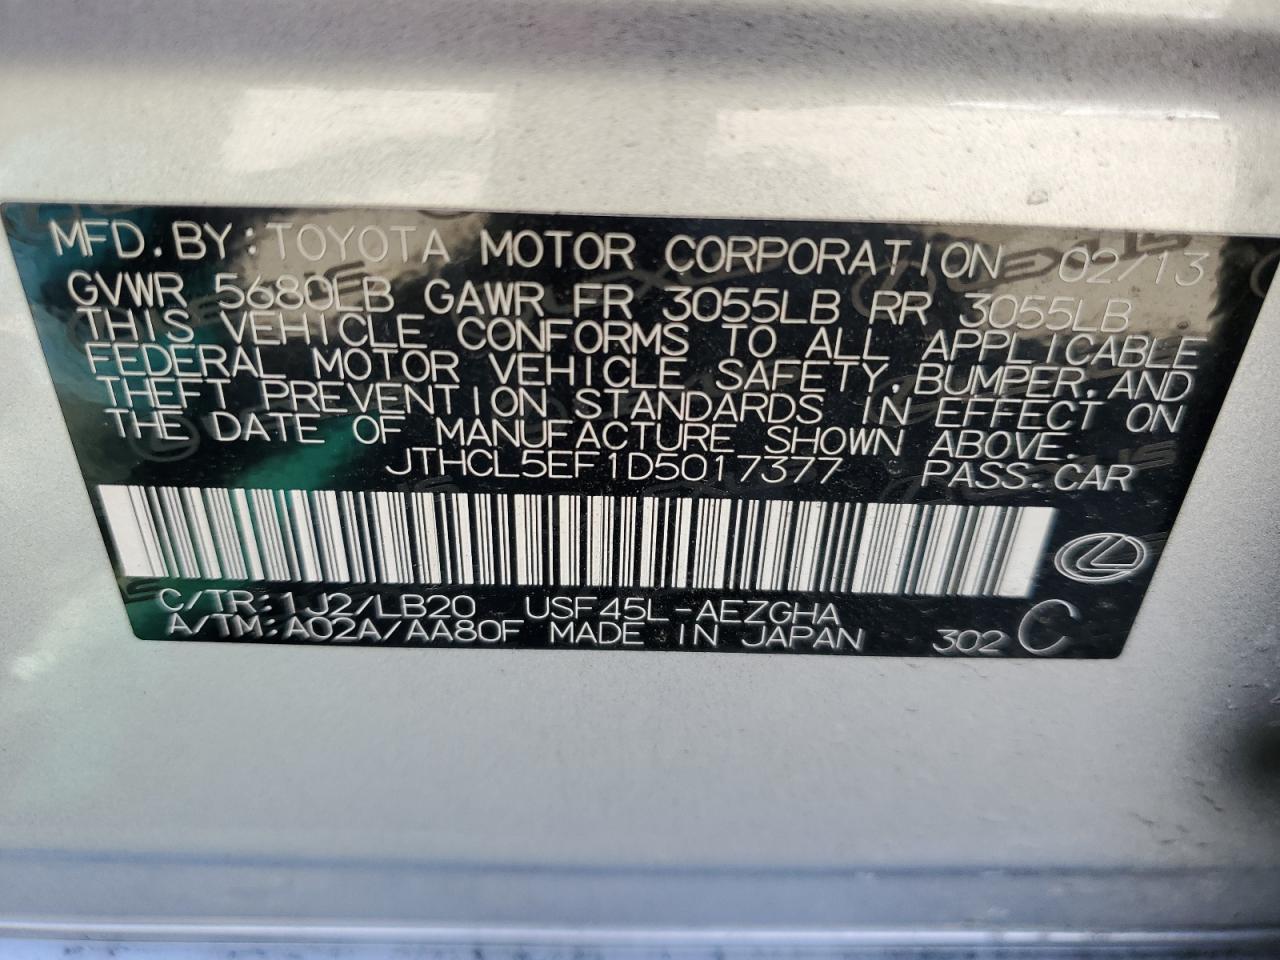 MFD.BY:TOYOTA MOTOR CORPORATION 02/13
GVWR 5680LB GAWR FR 3055LB RR 3055LB
THIS VEHICLE CONFORMS TO ALL APPLICABLE
FEDERAL MOTOR VEHICLE SAFETY,BUMPER,AND
THEFT PREVENTION STANDARDS IN EFFECT ON
THE DATE OF MANUFACTURE SHOWN ABOVE.
JTHCL5EF1D5017377 PASS.CAR
C/TR:1J2/LB20 USF45L-AEZGHA
A/TM:A02A/AA80F MADE IN JAPAN 302 C